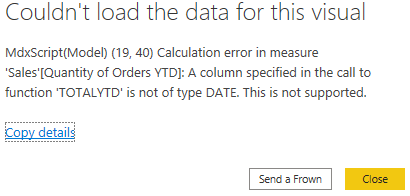 Couldn't load the data for this visual
MdxScript(Model) (19, 40) Calculation error in measure
'Sales'[Quantity of Orders YTD]: A column specified in the call to
function 'TOTALYTD' is not of type DATE. This is not supported.
Copy details
Send a Frown
Close